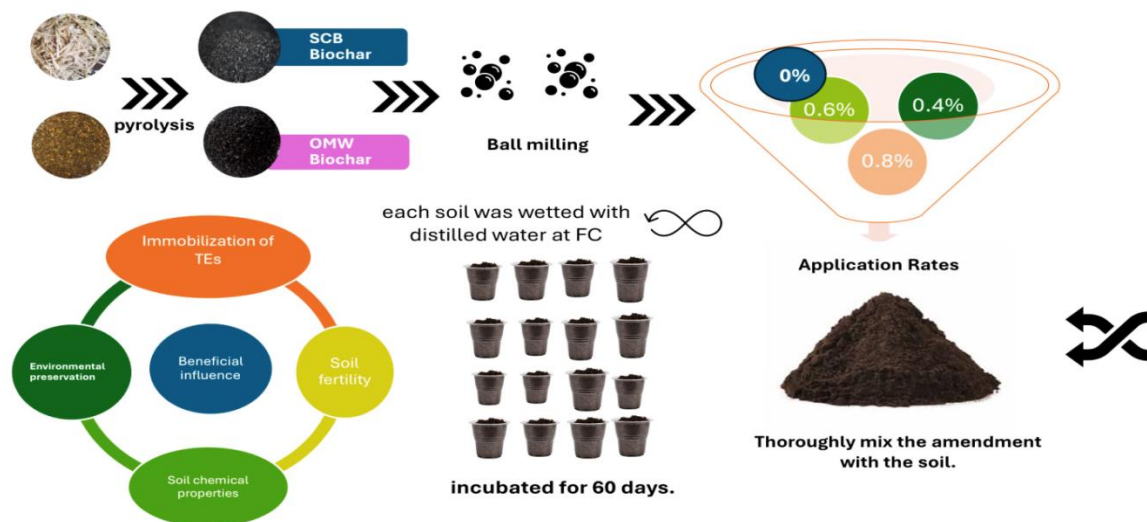 SCB
Biochar
pyrolysis
OMW
Biochar
Ball milling
0%
0.6%
0.4%
0.8%
Application Rates
Thoroughly mix the amendment
with the soil.
each soil was wetted with
distilled water at FC
incubated for 60 days.
Immobilization of
TEs
Environmental
preservation
Beneficial
influence
Soil
fertility
Soil chemical
properties